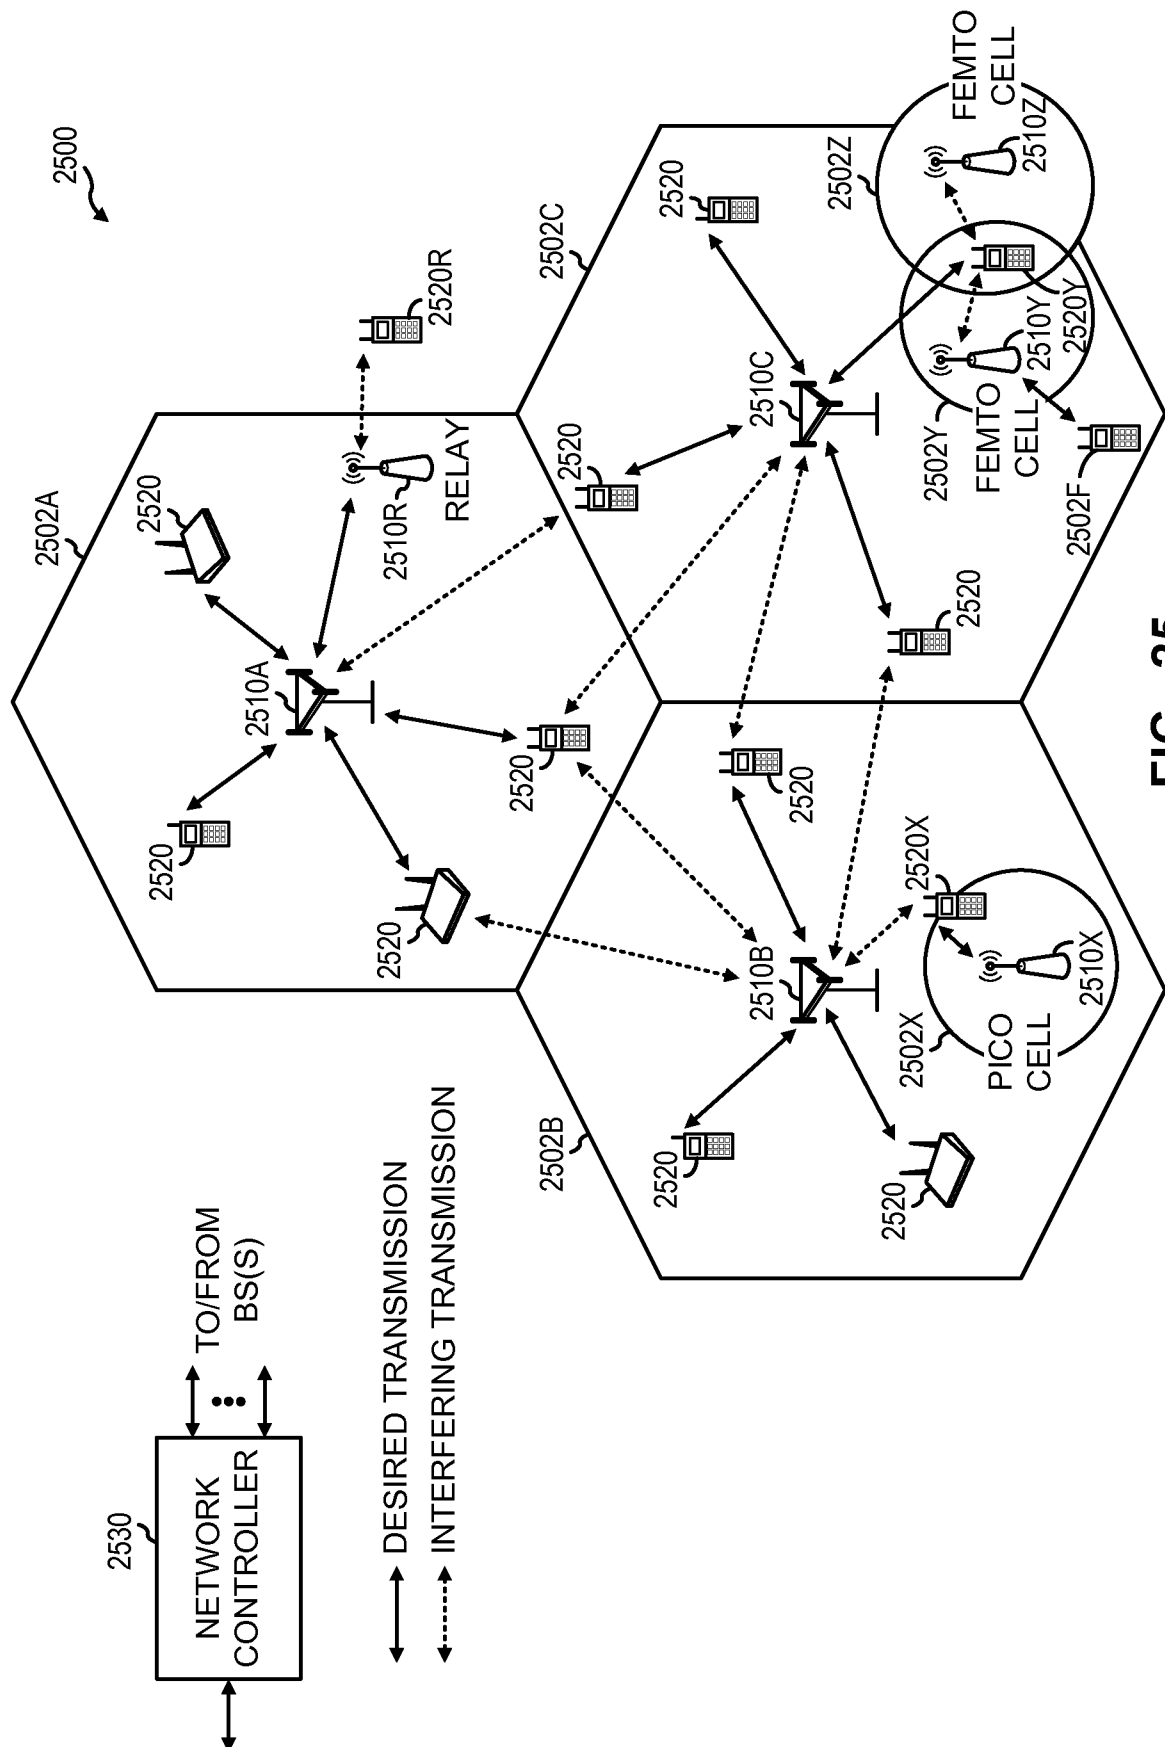 2500
2530
NETWORK
CONTROLLER
TO/FROM
BS(S)
DESIRED TRANSMISSION
INTERFERING TRANSMISSION
2502A
2520
2520
2510A
2520
2520
2510R
RELAY
2520R
2502B
2520
2510B
2520
2520
2502X
PICO
CELL
2520X
2510X
2502C
2520
2510C
2520
2520
2502Y
FEMTO
CELL
2510Y
2520Y
2502F
2502Z
FEMTO
CELL
2510Z
FIG. 25